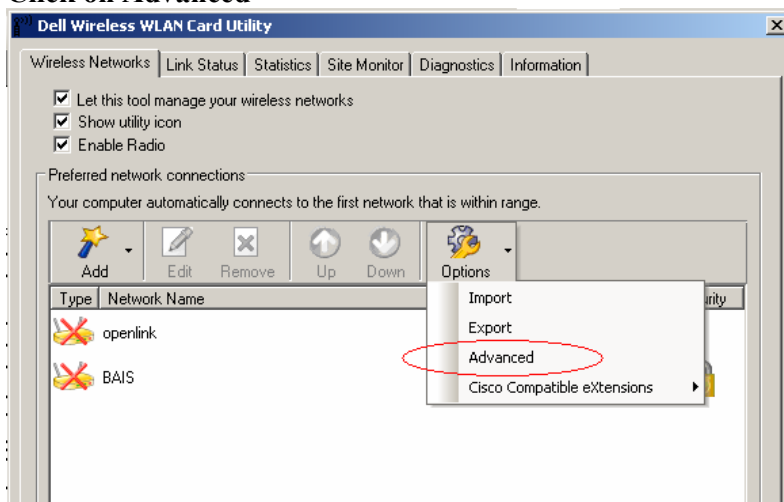 Click on Advanced
Dell Wireless WLAN Card Utility
Wireless Networks Link Status Statistics Site Monitor Diagnostics Information
Let this tool manage your wireless networks
Show utility icon
Enable Radio
Preferred network connections
Your computer automatically connects to the first network that is within range.
Add Edit Remove Up Down Options
Type Network Name urity
openlink
BAIS
Import
Export
Advanced
Cisco Compatible eXtensions